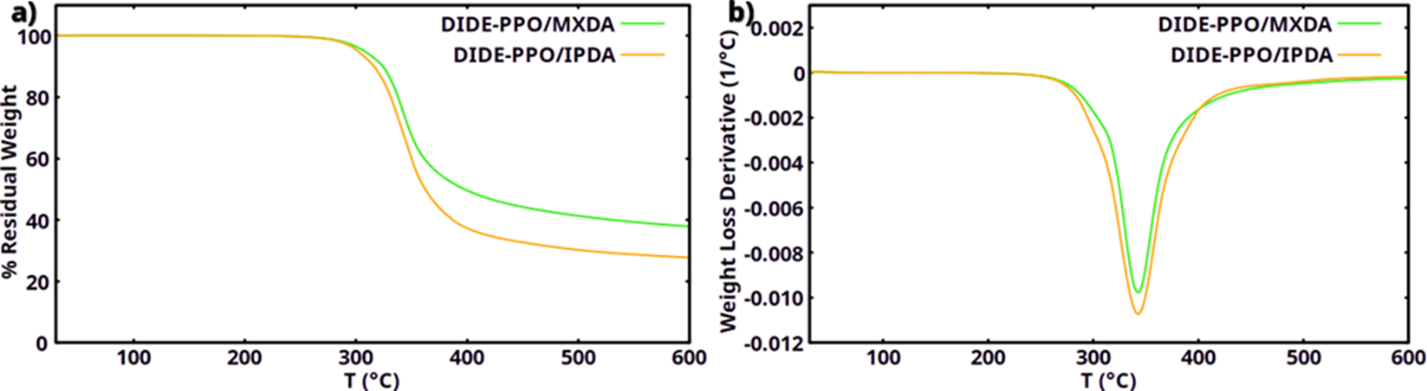 a)
DIDE-PPO/MXDA
DIDE-PPO/IPDA
% Residual Weight
100
80
60
40
20
0
100 200 300 400 500 600
T (°C)
b)
DIDE-PPO/MXDA
DIDE-PPO/IPDA
Weight Loss Derivative (1/°C)
0.002
0
-0.002
-0.004
-0.006
-0.008
-0.010
-0.012
100 200 300 400 500 600
T (°C)